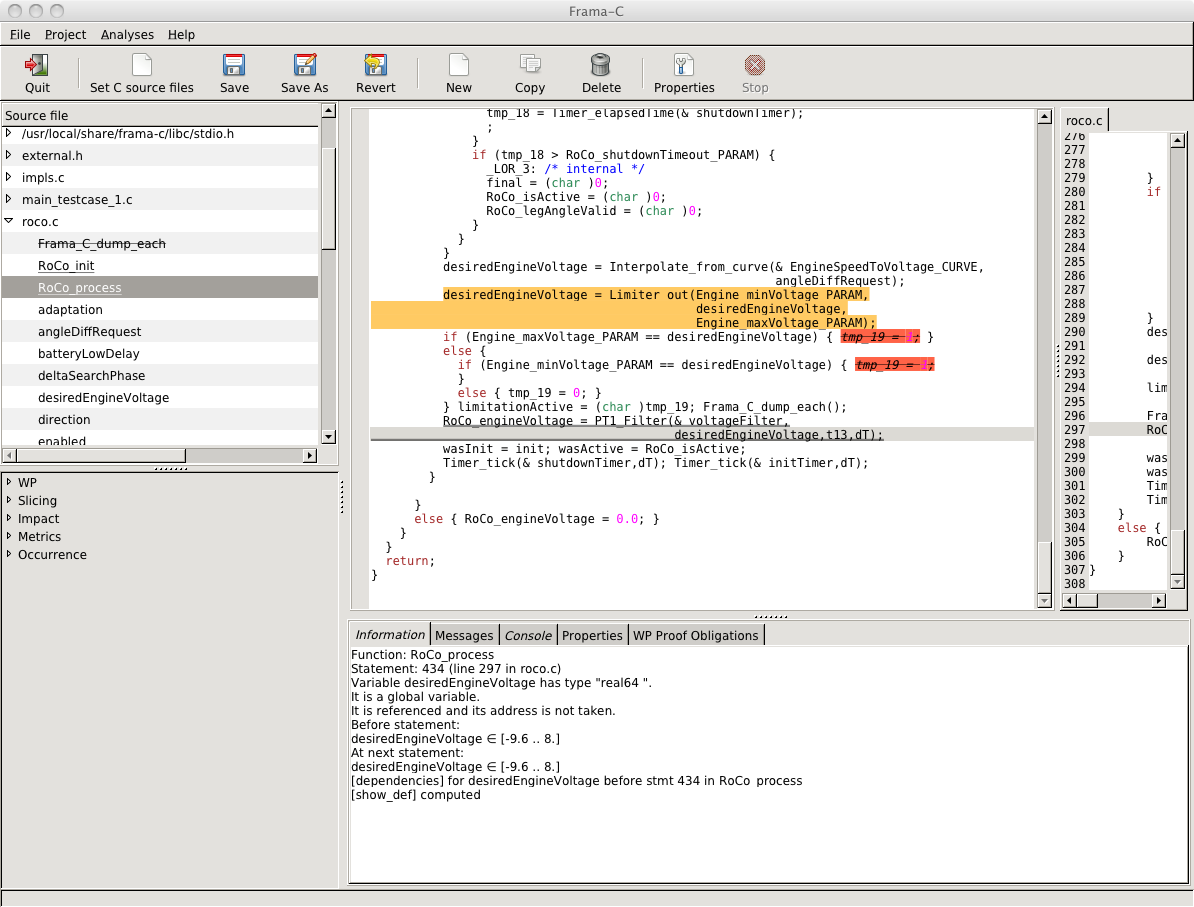 Frama-C
File Project Analyses Help
Quit Set C source files Save Save As Revert New Copy Delete Properties Stop
Source file
/usr/local/share/frama-c/libc/stdio.h
external.h
impls.c
main_testcase_1.c
roco.c
Frama_C_dump_each
RoCo_init
RoCo_process
adaptation
angleDiffRequest
batteryLowDelay
deltaSearchPhase
desiredEngineVoltage
direction
enabled
WP
Slicing
Impact
Metrics
Occurrence
tmp_18 = Timer_elapsedTime(& shutdownTimer);
;
}
if (tmp_18 > RoCo_shutdownTimeout_PARAM) {
_LOR_3: /* internal */
final = (char )0;
RoCo_isActive = (char )0;
RoCo_legAngleValid = (char )0;
}
}
}
desiredEngineVoltage = Interpolate_from_curve(& EngineSpeedToVoltage_CURVE,
angleDiffRequest);
desiredEngineVoltage = Limiter_out(Engine_minVoltage_PARAM,
desiredEngineVoltage,
Engine_maxVoltage_PARAM);
if (Engine_maxVoltage_PARAM == desiredEngineVoltage) { tmp_19 = 1; }
else {
if (Engine_minVoltage_PARAM == desiredEngineVoltage) { tmp_19 = 1;
}
else { tmp_19 = 0; }
} limitationActive = (char )tmp_19; Frama_C_dump_each();
RoCo_engineVoltage = PT1_Filter(& voltageFilter,
desiredEngineVoltage,t13,dT);
wasInit = init; wasActive = RoCo_isActive;
Timer_tick(& shutdownTimer,dT); Timer_tick(& initTimer,dT);
}
}
else { RoCo_engineVoltage = 0.0; }
}
}
return;
}
roco.c
276
277
278
279 }
280 if
281
282
283
284
285
286
287
288
289 }
290 des
291
292 des
293
294 lim
295
296 Fra
297 RoC
298
299 was
300 was
301 Tim
302 Tim
303 }
304 else {
305 RoC
306 }
307 }
308
Information Messages Console Properties WP Proof Obligations
Function: RoCo_process
Statement: 434 (line 297 in roco.c)
Variable desiredEngineVoltage has type "real64 ".
It is a global variable.
It is referenced and its address is not taken.
Before statement:
desiredEngineVoltage ∈ [-9.6 .. 8.]
At next statement:
desiredEngineVoltage ∈ [-9.6 .. 8.]
[dependencies] for desiredEngineVoltage before stmt 434 in RoCo_process
[show_def] computed